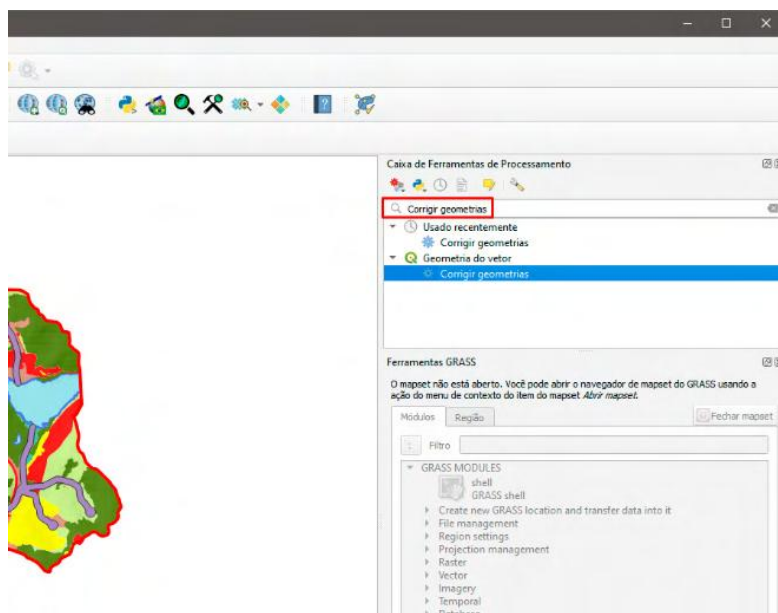 Caixa de Ferramentas de Processamento
Corrigir geometrias
Usado recentemente
Corrigir geometrias
Geometria do vetor
Corrigir geometrias
Ferramentas GRASS
O mapset não está aberto. Você pode abrir o navegador de mapset do GRASS usando a
ação do menu de contexto do item do mapset Abrir mapset.
Módulos Região Fechar mapset
Filtro
GRASS MODULES
shell
GRASS shell
Create new GRASS location and transfer data into it
File management
Region settings
Projection management
Raster
Vector
Imagery
Temporal
Database